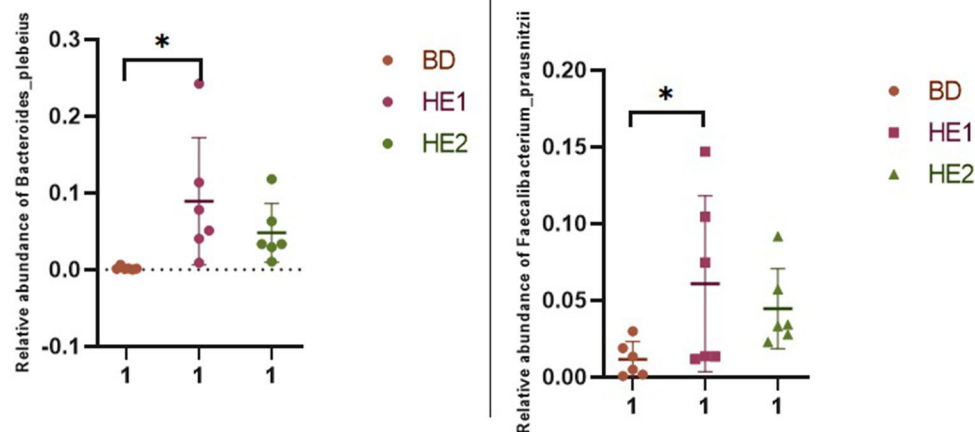 Relative abundance of Bacteroides_plebeius
0.3
0.2
0.1
0.0
-0.1
*
1
1
1
BD
HE1
HE2
Relative abundance of Faecalibacterium_prausnitzii
0.20
0.15
0.10
0.05
0.00
*
1
1
1
BD
HE1
HE2